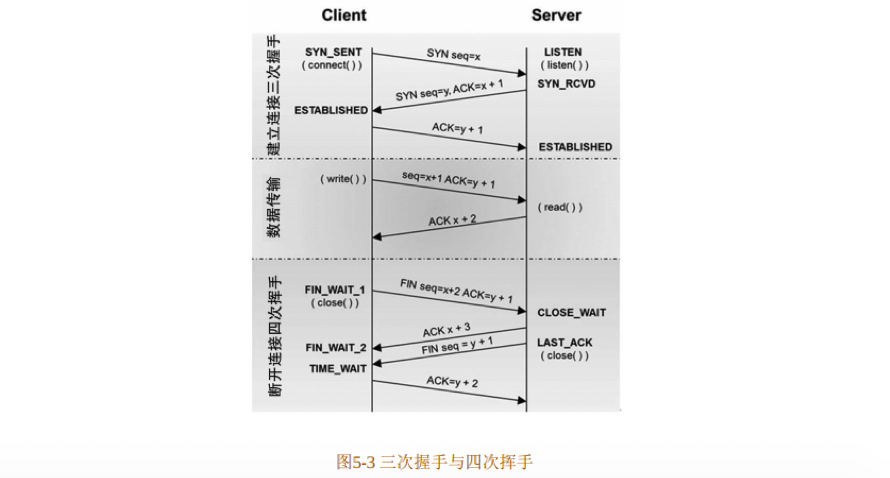 Client
Server
建立连接三次握手
SYN_SENT
( connect( ) )
SYN seq=x
LISTEN
( listen( ) )
SYN_RCVD
SYN seq=y, ACK=x + 1
ESTABLISHED
ACK=y + 1
ESTABLISHED
数据传输
( write( ) )
seq=x+1 ACK=y + 1
( read( ) )
ACK x + 2
断开连接四次挥手
FIN_WAIT_1
( close( ) )
FIN seq=x+2 ACK=y + 1
CLOSE_WAIT
ACK x + 3
FIN_WAIT_2
FIN seq = y + 1
LAST_ACK
( close( ) )
TIME_WAIT
ACK=y + 2
图5-3 三次握手与四次挥手